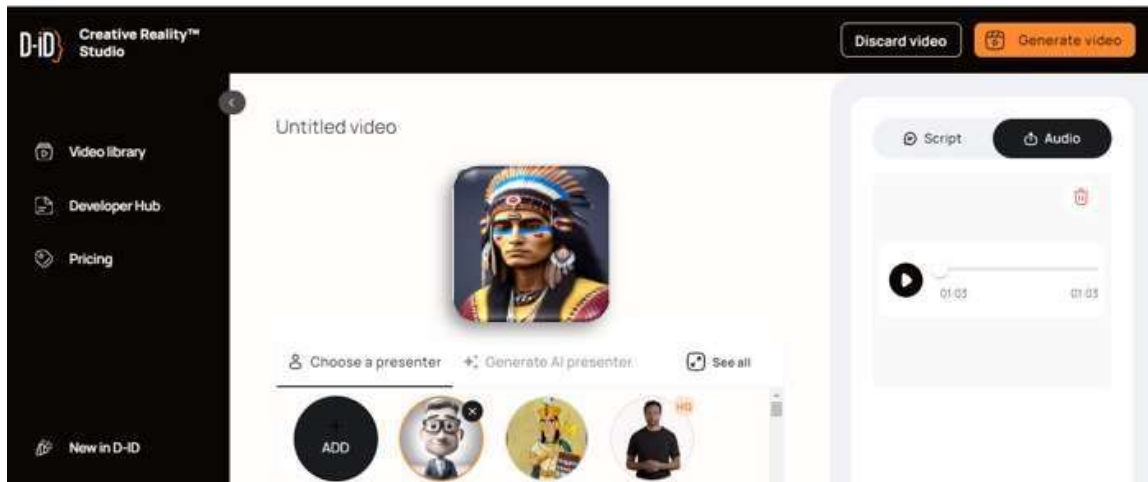 D-iD
Creative Reality™
Studio
Discard video
Generate video
Untitled video
Script
Audio
Video library
Developer Hub
Pricing
01:03
01:03
Choose a presenter
Generate AI presenter
See all
HQ
ADD
New in D-ID